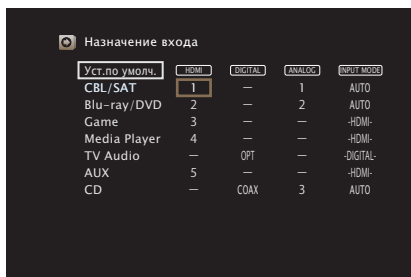 Назначение входа
Уст.по умолч. HDMI DIGITAL ANALOG INPUT MODE
CBL/SAT 1 – 1 AUTO
Blu-ray/DVD 2 – 2 AUTO
Game 3 – – -HDMI-
Media Player 4 – – -HDMI-
TV Audio – OPT – -DIGITAL-
AUX 5 – – -HDMI-
CD – COAX 3 AUTO